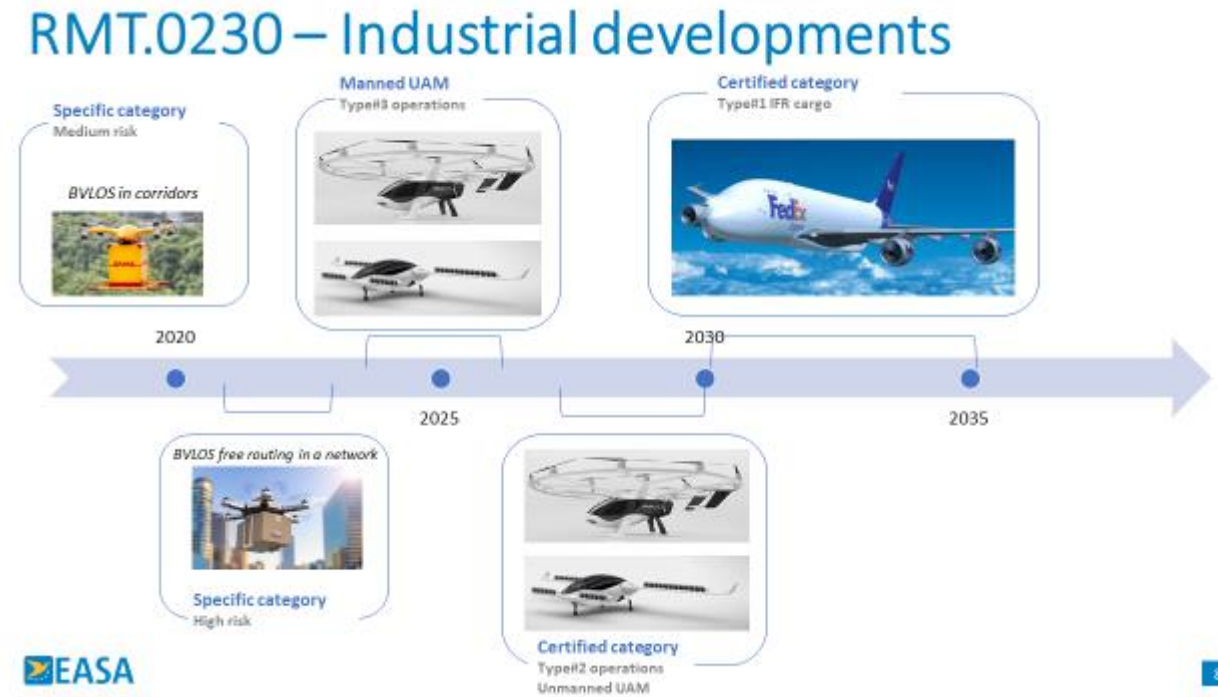 RMT.0230 – Industrial developments
Specific category
Medium risk
BVLOS in corridors
Manned UAM
Type#3 operations
Certified category
Type#1 IFR cargo
FedEx
2020
2025
2030
2035
BVLOS free routing in a network
Specific category
High risk
Certified category
Type#2 operations
Unmanned UAM
EASA